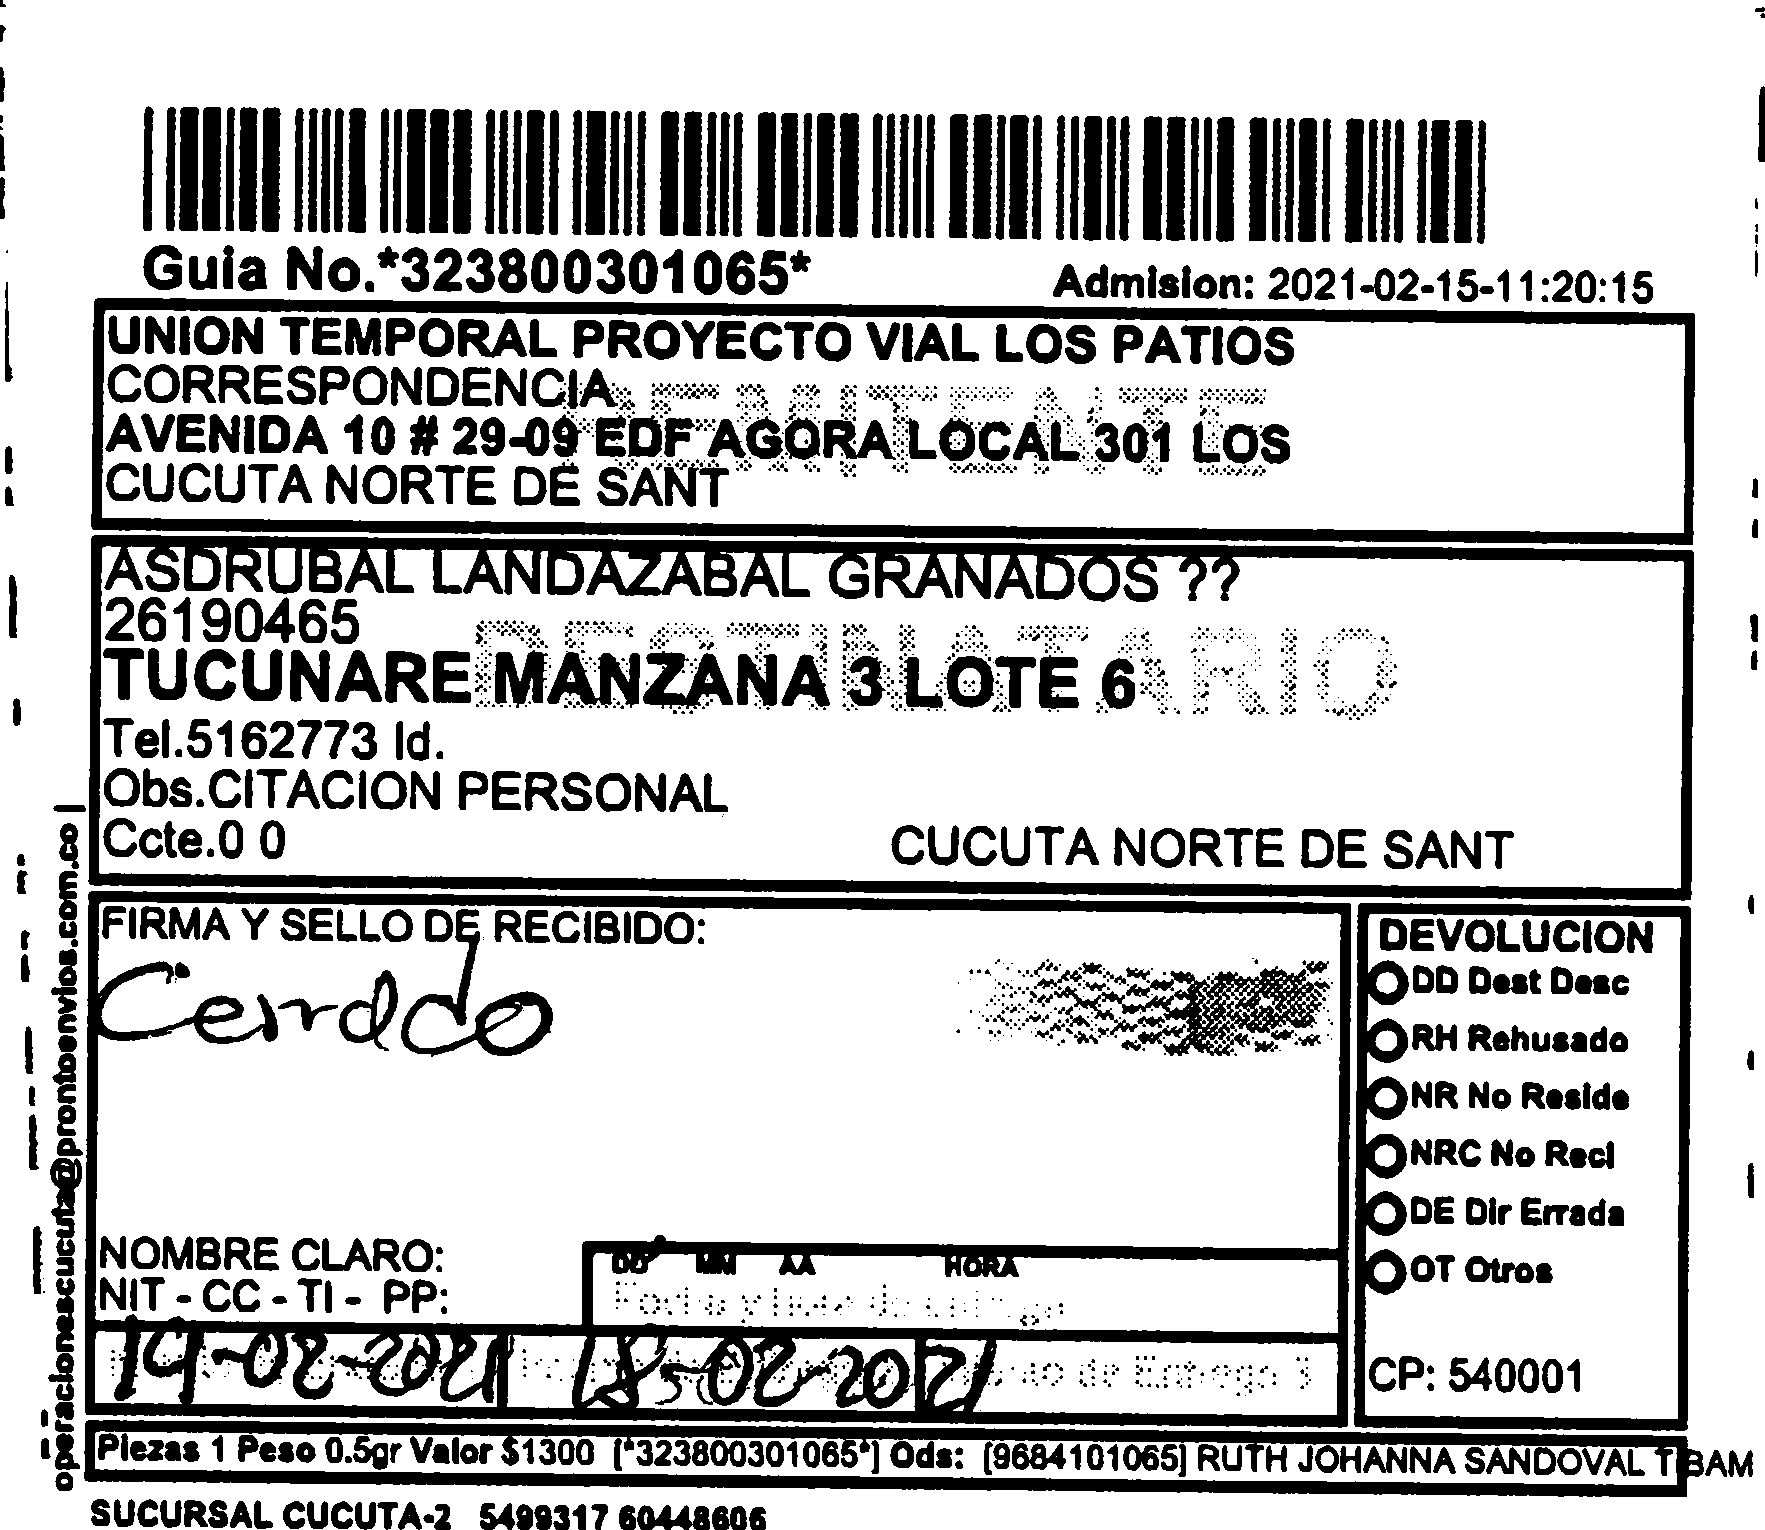 Guia No.*323800301065*
Admision: 2021-02-15-11:20:15
UNION TEMPORAL PROYECTO VIAL LOS PATIOS
CORRESPONDENCIA
REMITENTE
AVENIDA 10 # 29-09 EDF AGORA LOCAL 301 LOS
CUCUTA NORTE DE SANT
ASDRUBAL LANDAZABAL GRANADOS ??
26190465
DESTINATARIO
TUCUNARE MANZANA 3 LOTE 6
Tel.5162773 Id.
Obs.CITACION PERSONAL
Ccte.0 0
CUCUTA NORTE DE SANT
FIRMA Y SELLO DE RECIBIDO:
Cerrado
DEVOLUCION
DD Dest Desc
RH Rehusado
NR No Reside
NRC No Reci
DE Dir Errada
OT Otros
NOMBRE CLARO:
NIT - CC - TI - PP:
DD MM AA HORA
19-02-2021
18-02-2021
de Entrega 3
CP: 540001
Piezas 1 Peso 0.5gr Valor $1300 [*323800301065*] Ods: [9684101065] RUTH JOHANNA SANDOVAL TIBAM
SUCURSAL CUCUTA-2 5499317 60448606
operacionescucuta@prontoenvios.com.co |